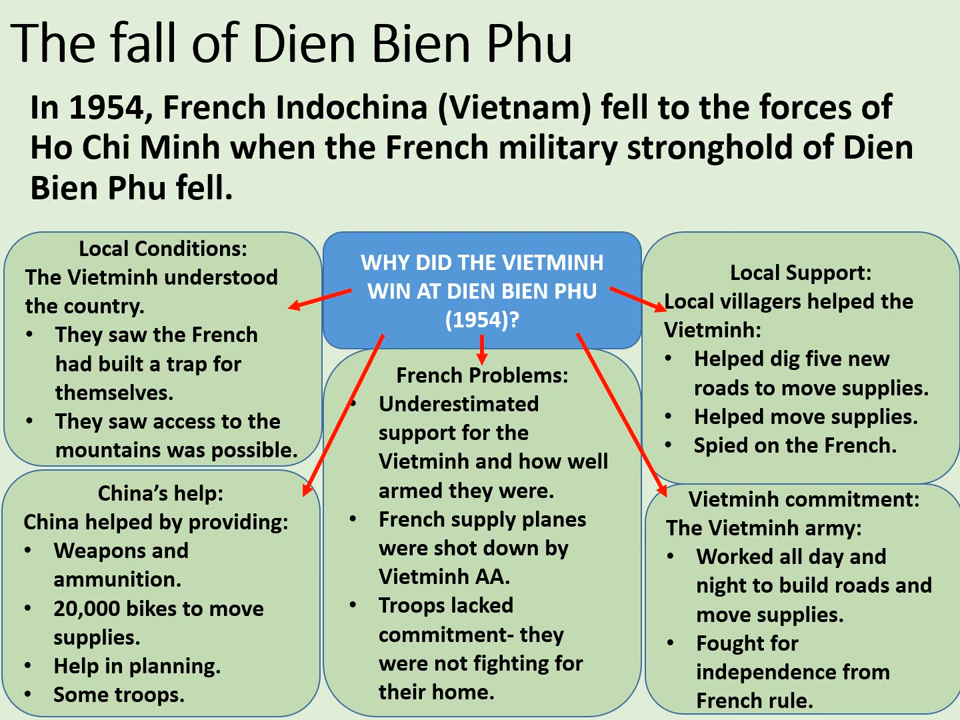 The fall of Dien Bien Phu
In 1954, French Indochina (Vietnam) fell to the forces of
Ho Chi Minh when the French military stronghold of Dien
Bien Phu fell.
WHY DID THE VIETMINH
WIN AT DIEN BIEN PHU
(1954)?
Local Conditions:
The Vietminh understood
the country.
• They saw the French
had built a trap for
themselves.
• They saw access to the
mountains was possible.
China’s help:
China helped by providing:
• Weapons and
ammunition.
• 20,000 bikes to move
supplies.
• Help in planning.
• Some troops.
French Problems:
• Underestimated
support for the
Vietminh and how well
armed they were.
• French supply planes
were shot down by
Vietminh AA.
• Troops lacked
commitment- they
were not fighting for
their home.
Local Support:
Local villagers helped the
Vietminh:
• Helped dig five new
roads to move supplies.
• Helped move supplies.
• Spied on the French.
Vietminh commitment:
The Vietminh army:
• Worked all day and
night to build roads and
move supplies.
• Fought for
independence from
French rule.